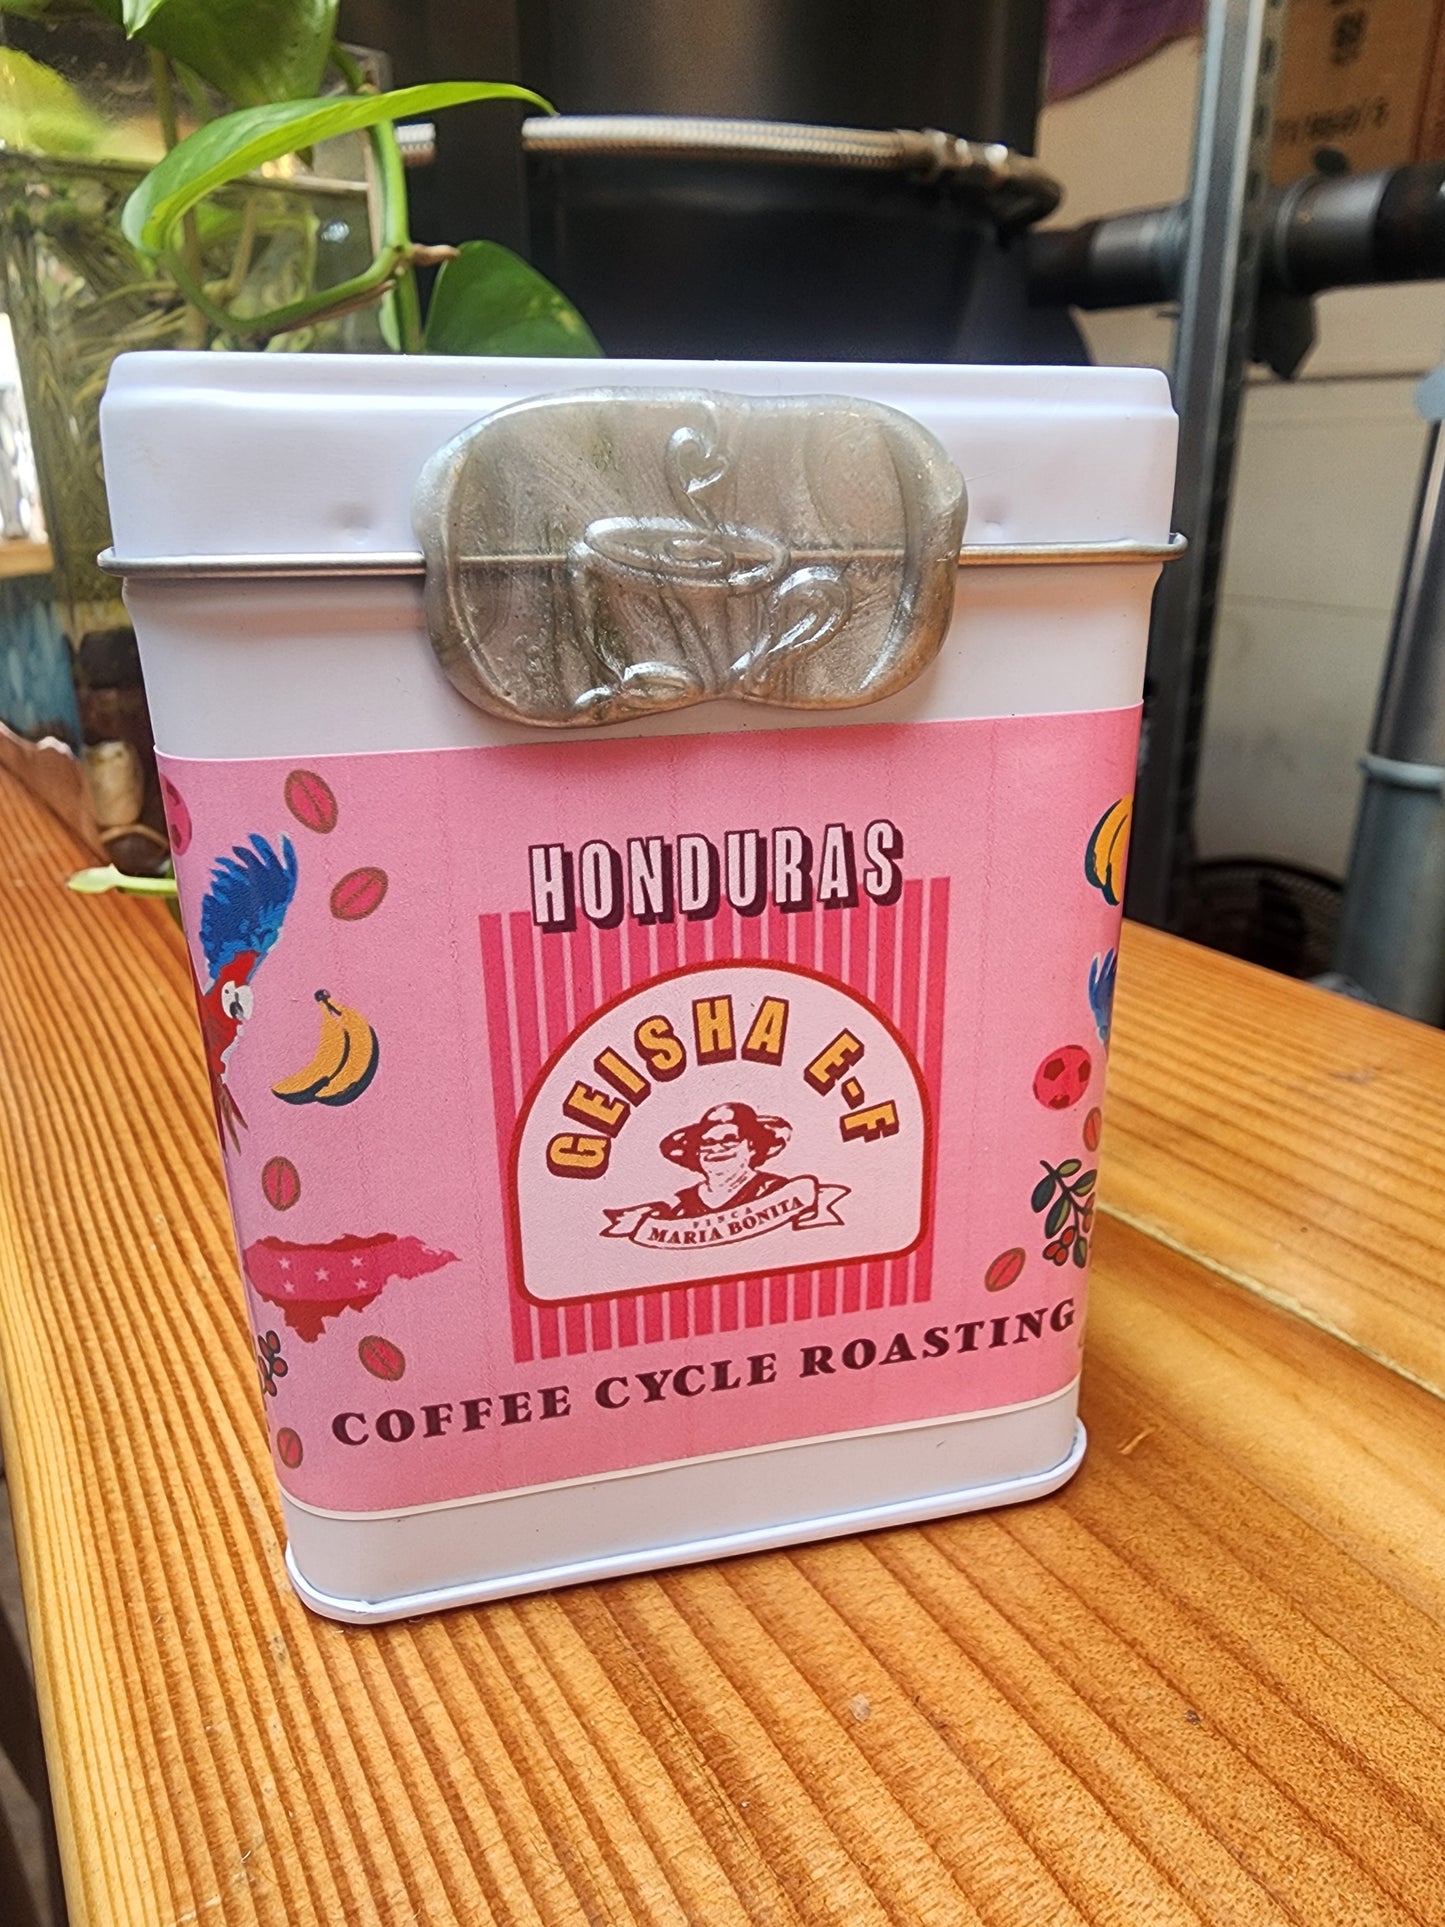 HONDURAS
GEISHA E-F
FINCA
MARIA BONITA
COFFEE CYCLE ROASTING